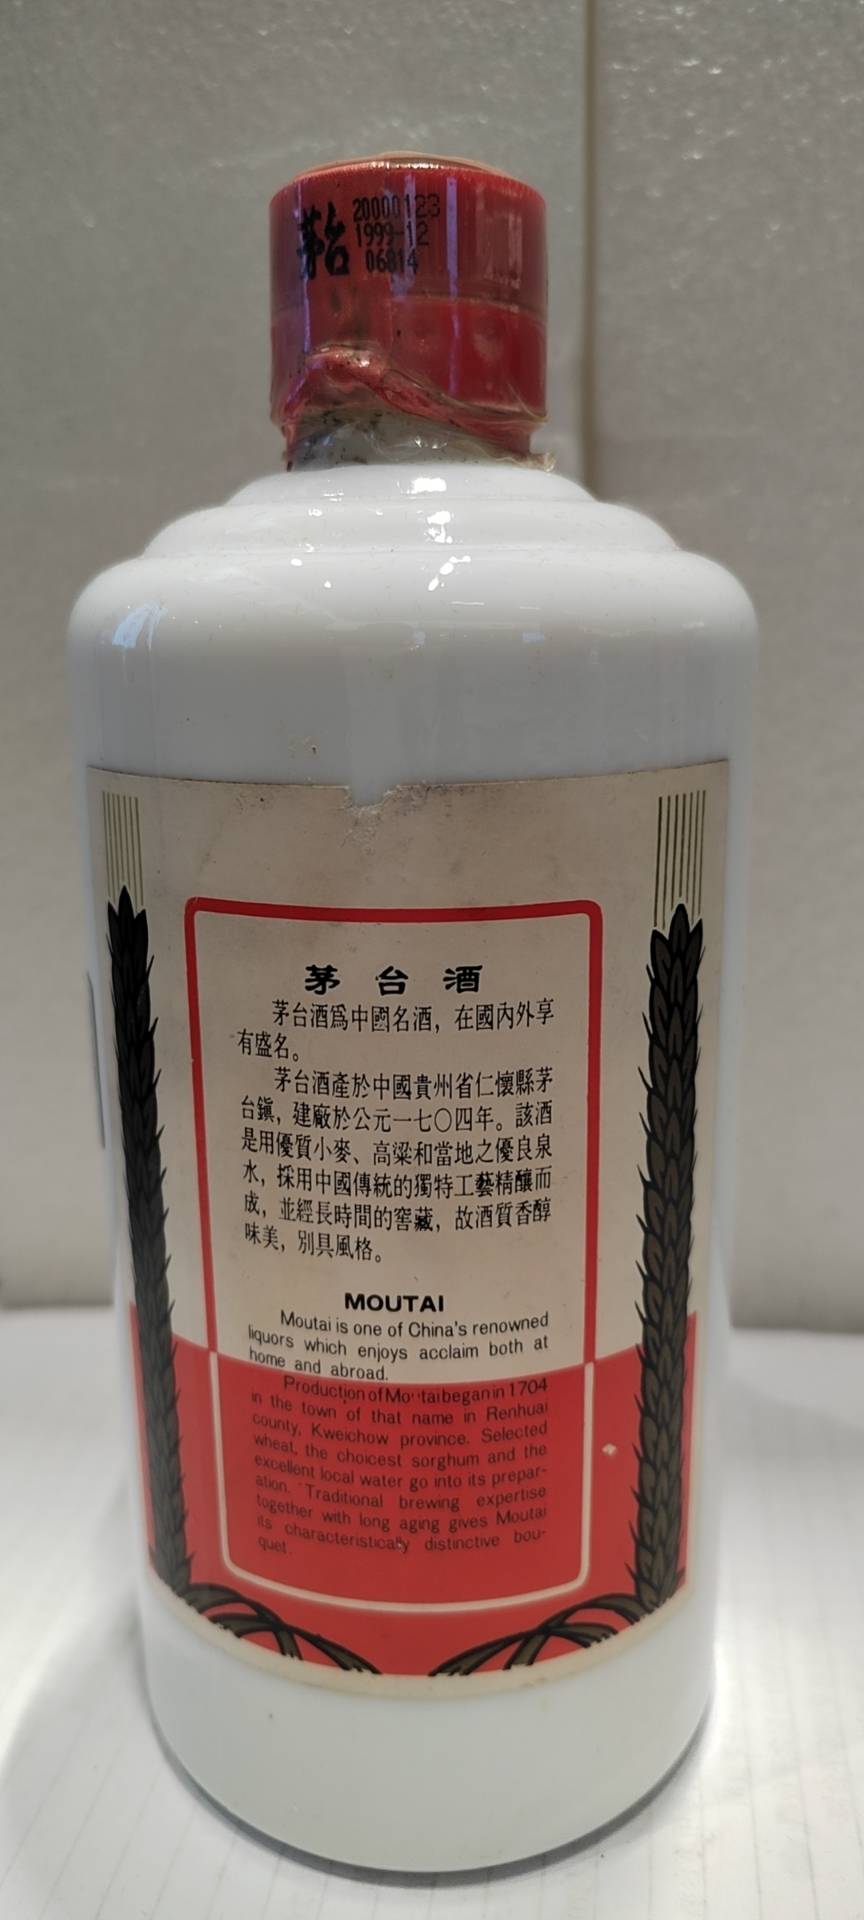 茅台
20000123
1999-12
06814
茅台酒
茅台酒爲中國名酒，在國內外享
有盛名。
茅台酒產於中國貴州省仁懷縣茅
台鎮，建廠於公元一七〇四年。該酒
是用優質小麥、高粱和當地之優良泉
水，採用中國傳統的獨特工藝精釀而
成，並經長時間的窖藏，故酒質香醇
味美，別具風格。
MOUTAI
Moutai is one of China's renowned
liquors which enjoys acclaim both at
home and abroad.
Production of Moutai began in 1704
in the town of that name in Renhuai
county, Kweichow province. Selected
wheat, the choicest sorghum and the
excellent local water go into its prepar-
ation. Traditional brewing expertise
together with long aging gives Moutai
its characteristically distinctive bou-
quet.